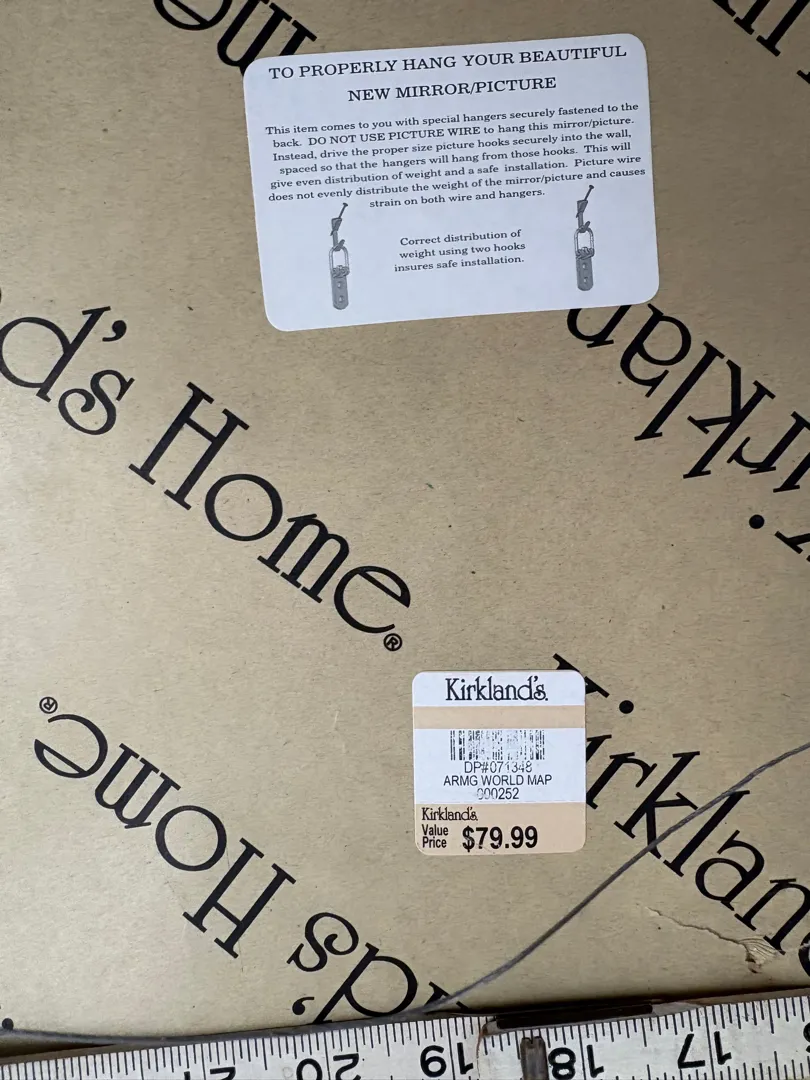 me
TO PROPERLY HANG YOUR BEAUTIFUL
NEW MIRROR/PICTURE
This item comes to you with special hangers securely fastened to the
back. DO NOT USE PICTURE WIRE to hang this mirror/picture.
Instead, drive the proper size picture hooks securely into the wall,
spaced so that the hangers will hang from those hooks. This will
give even distribution of weight and a safe installation. Picture wire
does not evenly distribute the weight of the mirror/picture and causes
strain on both wire and hangers.
Correct distribution of
weight using two hooks
insures safe installation.
d's Home®
Kirklan
Kirkland's
DP#071348
ARMG WORLD MAP
000252
Kirkland's
Value
Price $79.99
Kirkland's
d's Home®
20 19 18 17